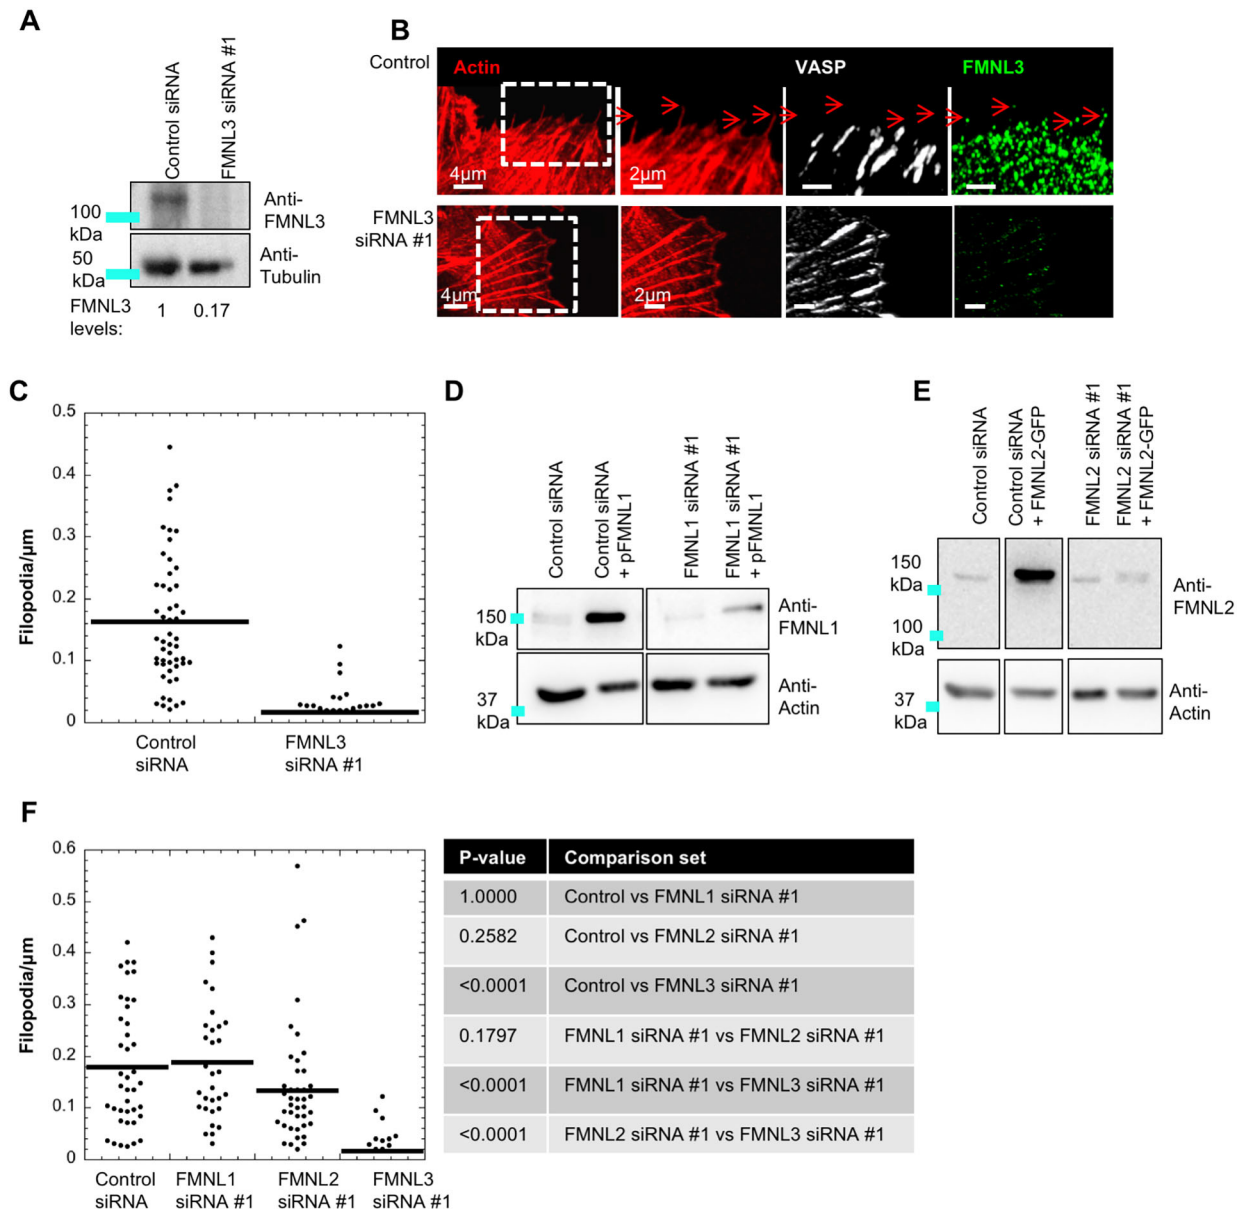 A
Control siRNA
FMNL3 siRNA #1
100
kDa
Anti-
FMNL3
50
kDa
Anti-
Tubulin
FMNL3
levels:
1
0.17
B
Control
Actin
VASP
FMNL3
4μm
2μm
FMNL3
siRNA #1
4μm
2μm
C
Filopodia/μm
0.5
0.4
0.3
0.2
0.1
0
Control
siRNA
FMNL3
siRNA #1
D
Control siRNA
Control siRNA
+ pFMNL1
FMNL1 siRNA #1
FMNL1 siRNA #1
+ pFMNL1
150
kDa
Anti-
FMNL1
37
kDa
Anti-
Actin
E
Control siRNA
Control siRNA
+ FMNL2-GFP
FMNL2 siRNA #1
FMNL2 siRNA #1
+ FMNL2-GFP
150
kDa
100
kDa
Anti-
FMNL2
37
kDa
Anti-
Actin
F
Filopodia/μm
0.6
0.5
0.4
0.3
0.2
0.1
0
Control
siRNA
FMNL1
siRNA #1
FMNL2
siRNA #1
FMNL3
siRNA #1
P-value Comparison set
1.0000 Control vs FMNL1 siRNA #1
0.2582 Control vs FMNL2 siRNA #1
<0.0001 Control vs FMNL3 siRNA #1
0.1797 FMNL1 siRNA #1 vs FMNL2 siRNA #1
<0.0001 FMNL1 siRNA #1 vs FMNL3 siRNA #1
<0.0001 FMNL2 siRNA #1 vs FMNL3 siRNA #1